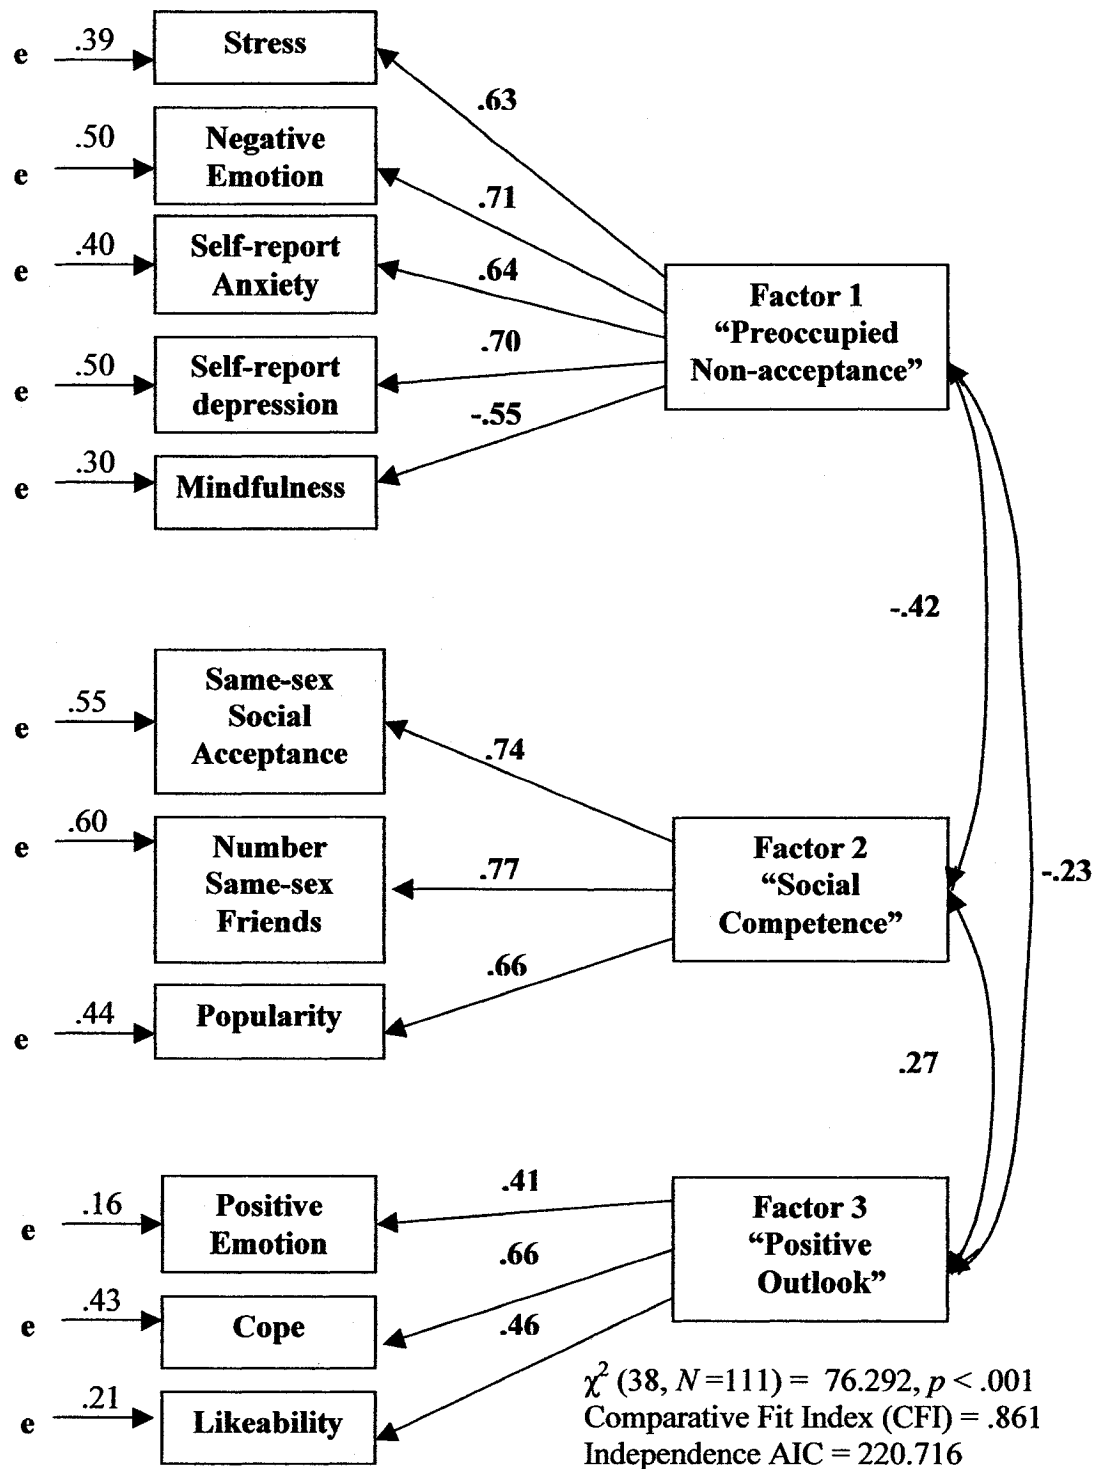 e
.39
Stress
.63
e
.50
Negative
Emotion
.71
e
.40
Self-report
Anxiety
.64
Factor 1
“Preoccupied
Non-acceptance”
e
.50
Self-report
depression
.70
e
.30
Mindfulness
-.55
-.42
e
.55
Same-sex
Social
Acceptance
.74
e
.60
Number
Same-sex
Friends
.77
Factor 2
“Social
Competence”
-.23
e
.44
Popularity
.66
.27
e
.16
Positive
Emotion
.41
Factor 3
“Positive
Outlook”
e
.43
Cope
.66
e
.21
Likeability
.46
χ² (38, N =111) = 76.292, p < .001
Comparative Fit Index (CFI) = .861
Independence AIC = 220.716